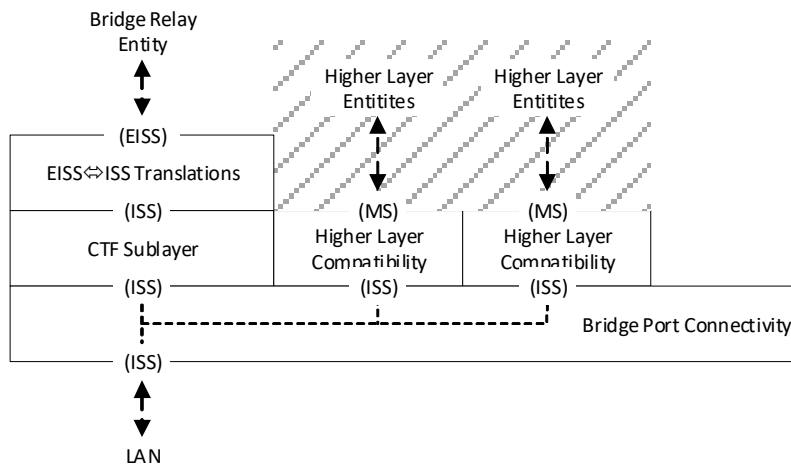 Bridge Relay
Entity
Higher Layer
Entitites
Higher Layer
Entitites
(EISS)
EISS⇔ISS Translations
(ISS)
(MS)
(MS)
CTF Sublayer
Higher Layer
Compatibility
Higher Layer
Compatibility
(ISS)
(ISS)
(ISS)
Bridge Port Connectivity
(ISS)
LAN